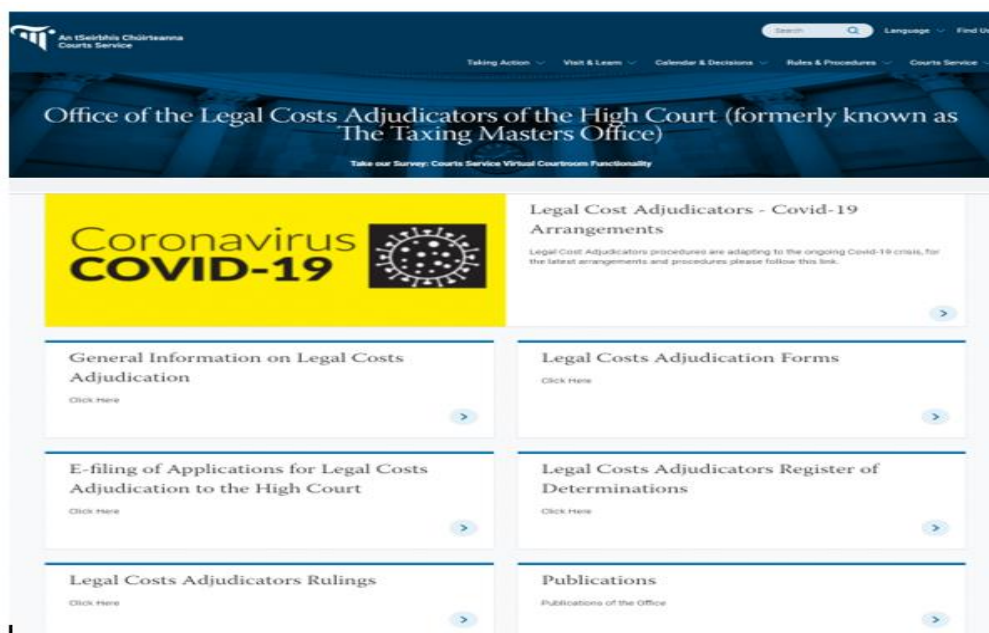 An tSeirbhís Chúirteanna
Courts Service
Search
Language
Find Us
Taking Action
Visit & Learn
Calendar & Decisions
Rules & Procedures
Courts Service
Office of the Legal Costs Adjudicators of the High Court (formerly known as
The Taxing Masters Office)
Take our Survey: Courts Service Virtual Courtroom Functionality
Coronavirus
COVID-19
Legal Cost Adjudicators - Covid-19
Arrangements
Legal Cost Adjudicators procedures are adapting to the ongoing Covid-19 crisis, for
the latest arrangements and procedures please follow this link.
General Information on Legal Costs
Adjudication
Click Here
Legal Costs Adjudication Forms
Click Here
E-filing of Applications for Legal Costs
Adjudication to the High Court
Click Here
Legal Costs Adjudicators Register of
Determinations
Click Here
Legal Costs Adjudicators Rulings
Click Here
Publications
Publications of the Office